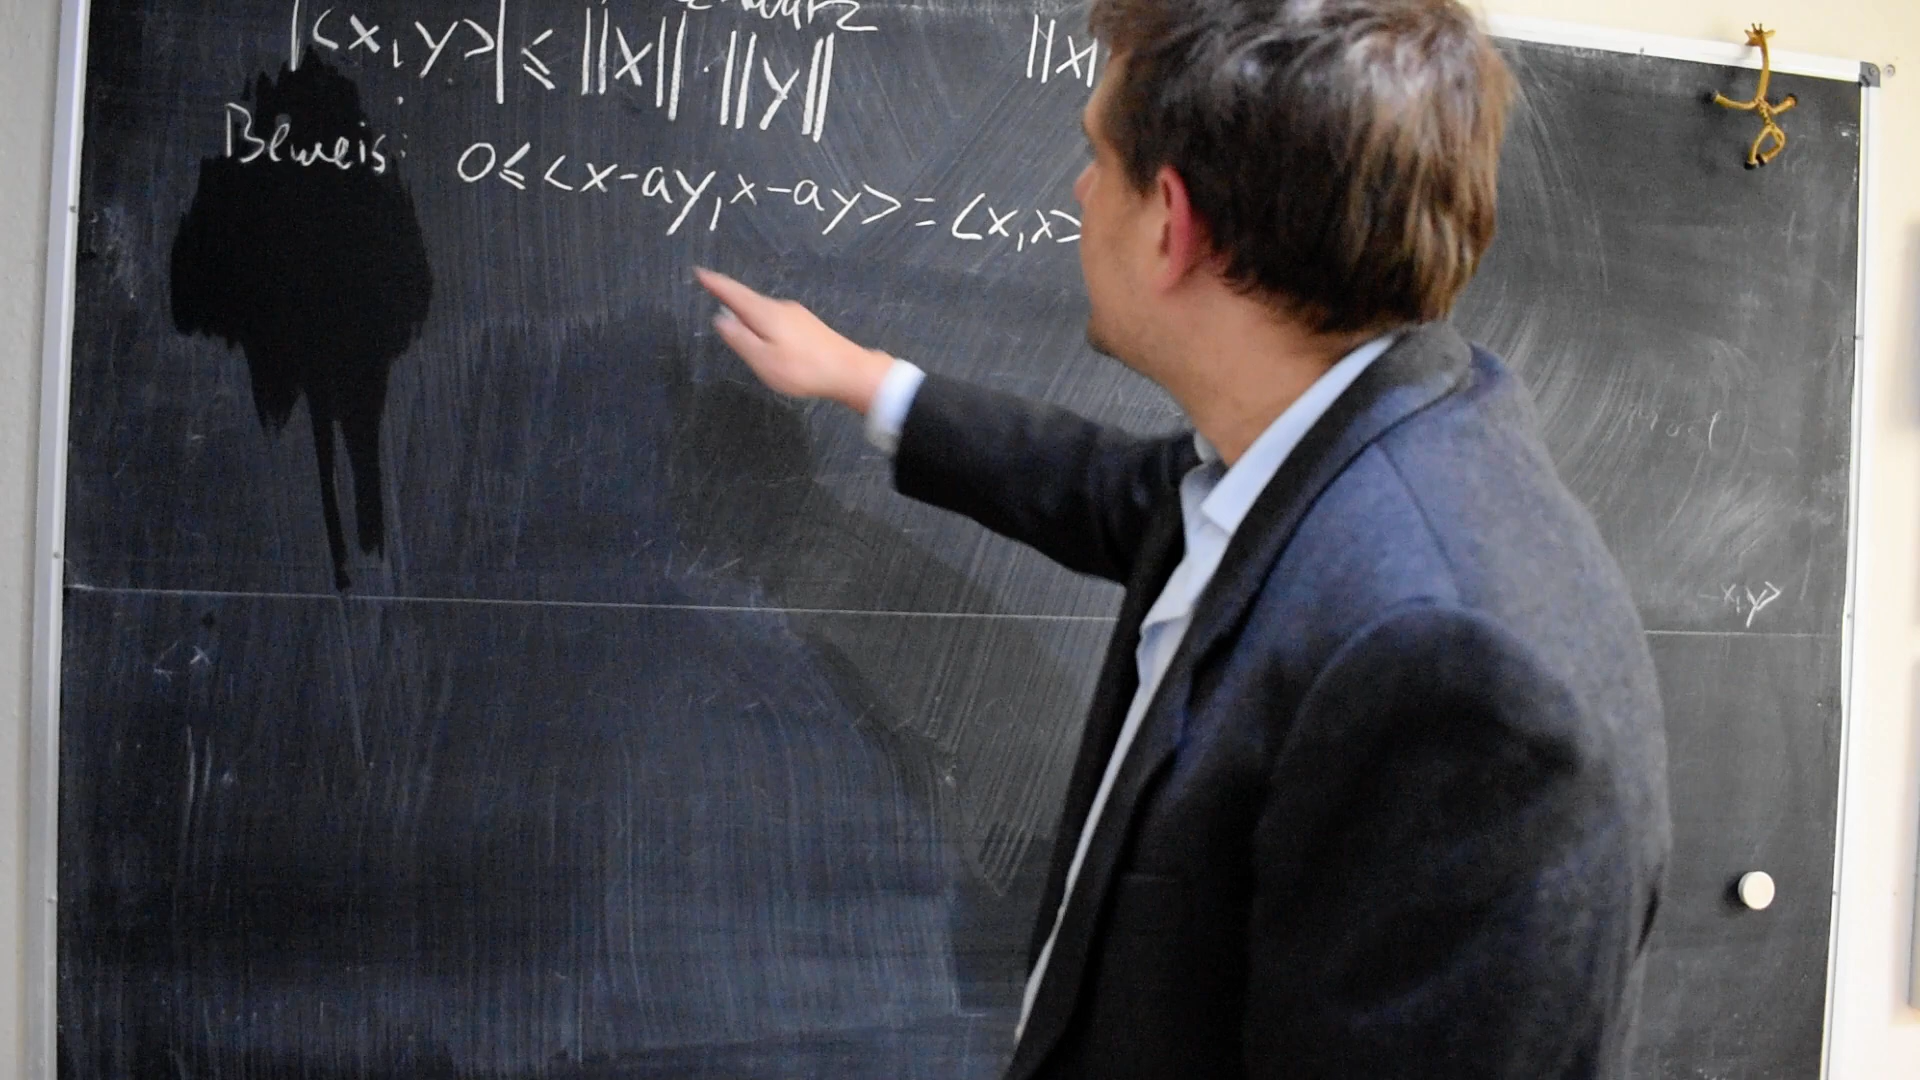 |<x,y>| ≤ ||x||·||y||
||x|
Beweis: 0≤<x-ay,x-ay>=<x,x>
x,y>
<x